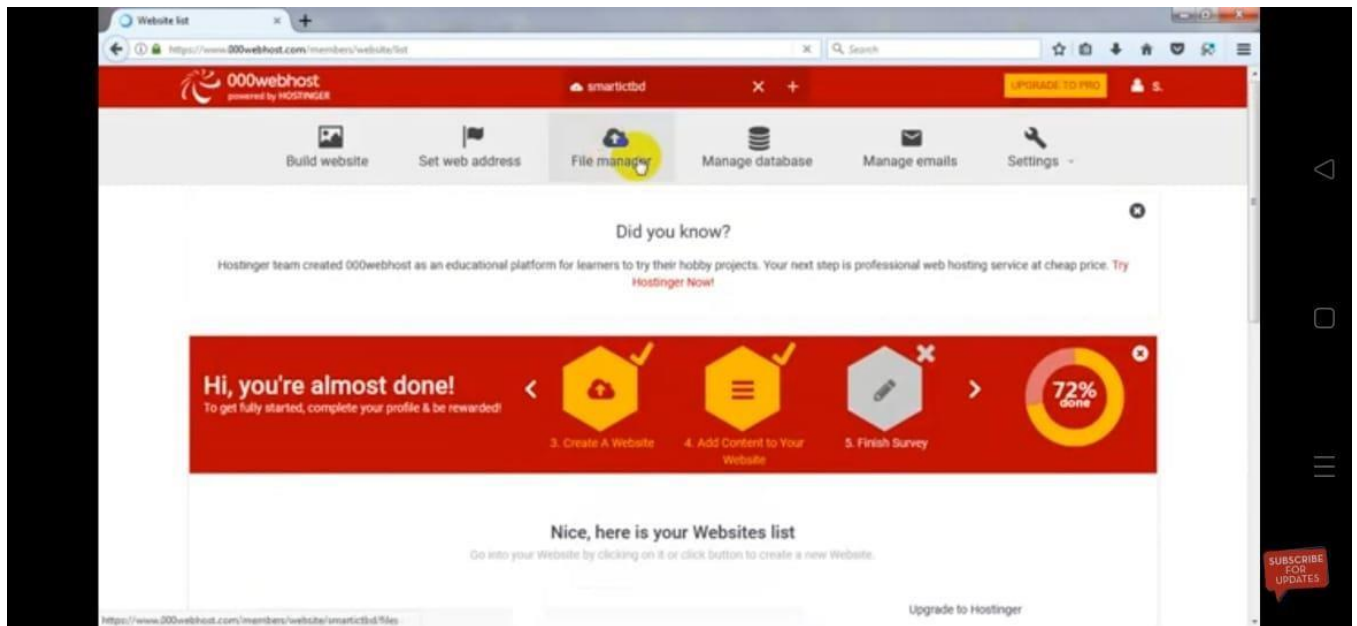 Website list
https://www.000webhost.com/members/website/list
Search
000webhost
powered by HOSTINGER
smartictbd
UPGRADE TO PRO
S.
Build website
Set web address
File manager
Manage database
Manage emails
Settings
Did you know?
Hostinger team created 000webhost as an educational platform for learners to try their hobby projects. Your next step is professional web hosting service at cheap price. Try
Hostinger Now!
Hi, you're almost done!
To get fully started, complete your profile & be rewarded!
3. Create A Website
4. Add Content to Your
Website
5. Finish Survey
72%
done
Nice, here is your Websites list
Go into your Website by clicking on it or click button to create a new Website.
Upgrade to Hostinger
https://www.000webhost.com/members/website/smartictbd/files
SUBSCRIBE
FOR
UPDATES